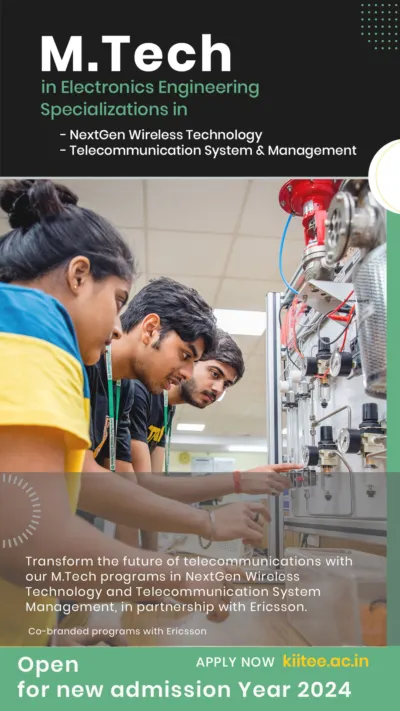 M.Tech
in Electronics Engineering
Specializations in
- NextGen Wireless Technology
- Telecommunication System & Management
Transform the future of telecommunications with
our M.Tech programs in NextGen Wireless
Technology and Telecommunication System
Management, in partnership with Ericsson.
Co-branded programs with Ericsson
Open
APPLY NOW kiitee.ac.in
for new admission Year 2024